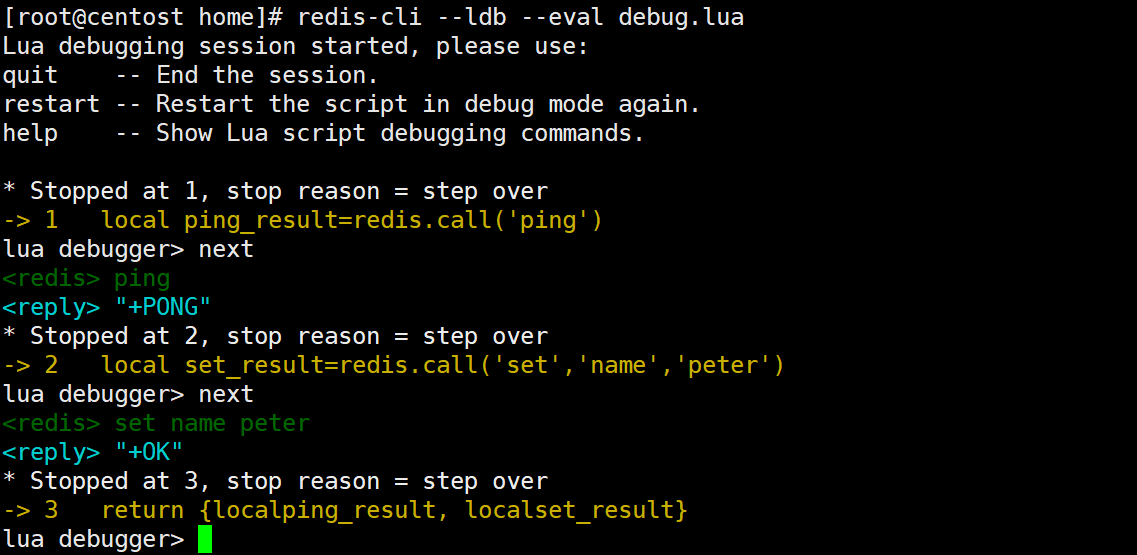 [root@centost home]# redis-cli --ldb --eval debug.lua
Lua debugging session started, please use:
quit    -- End the session.
restart -- Restart the script in debug mode again.
help    -- Show Lua script debugging commands.

* Stopped at 1, stop reason = step over
-> 1   local ping_result=redis.call('ping')
lua debugger> next
<redis> ping
<reply> "+PONG"
* Stopped at 2, stop reason = step over
-> 2   local set_result=redis.call('set','name','peter')
lua debugger> next
<redis> set name peter
<reply> "+OK"
* Stopped at 3, stop reason = step over
-> 3   return {localping_result, localset_result}
lua debugger>